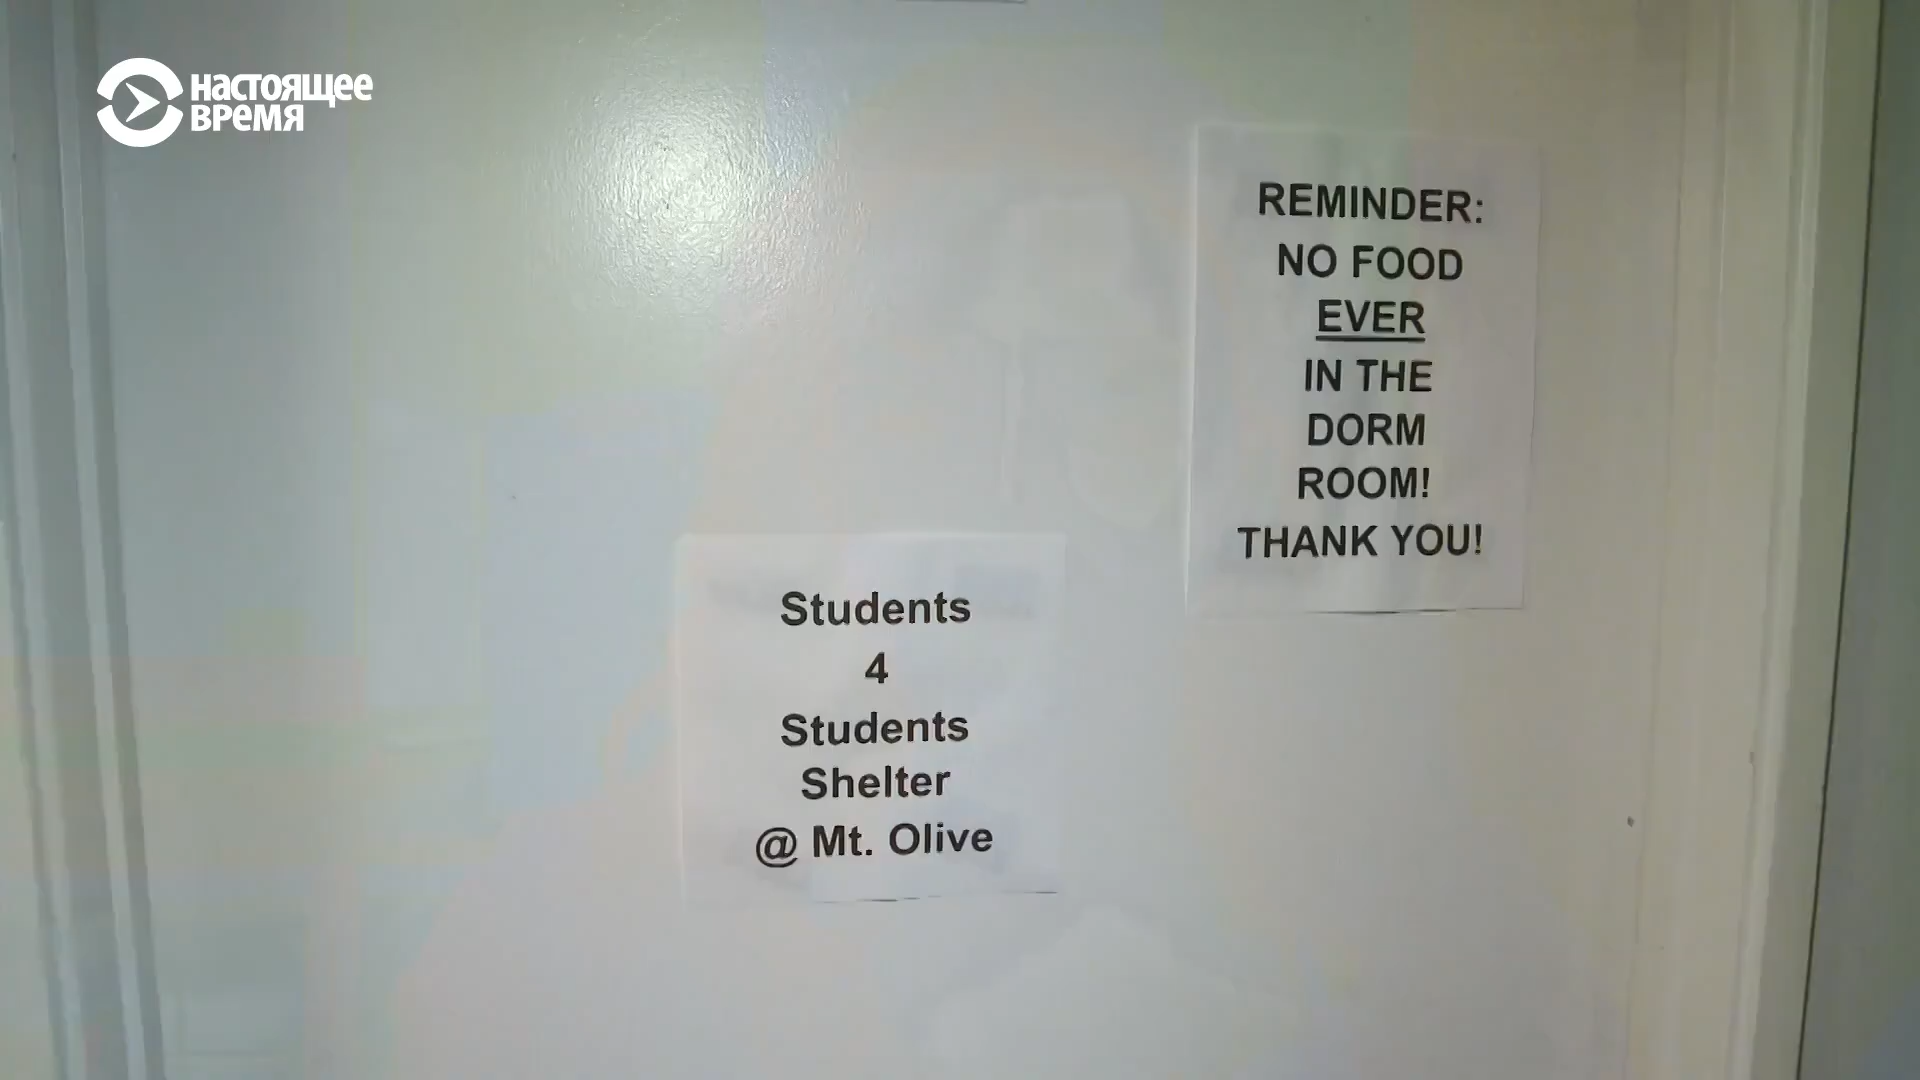 настоящее
время
REMINDER:
NO FOOD
EVER
IN THE
DORM
ROOM!
THANK YOU!
Students
4
Students
Shelter
@ Mt. Olive